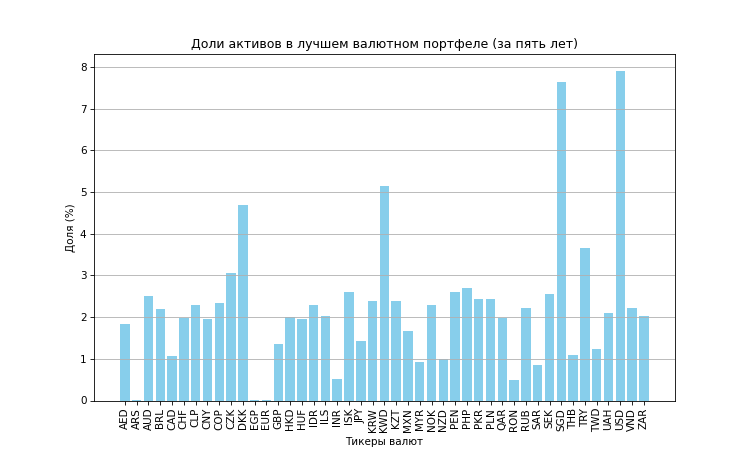 Доли активов в лучшем валютном портфеле (за пять лет)
Доля (%)
8
7
6
5
4
3
2
1
0
AED ARS AUD BRL CAD CHF CLP CNY COP CZK DKK EGP EUR GBP HKD HUF IDR ILS INR ISK JPY KRW KWD KZT MXN MYR NOK NZD PEN PHP PKR PLN QAR RON RUB SAR SEK SGD THB TRY TWD UAH USD VND ZAR
Тикеры валют